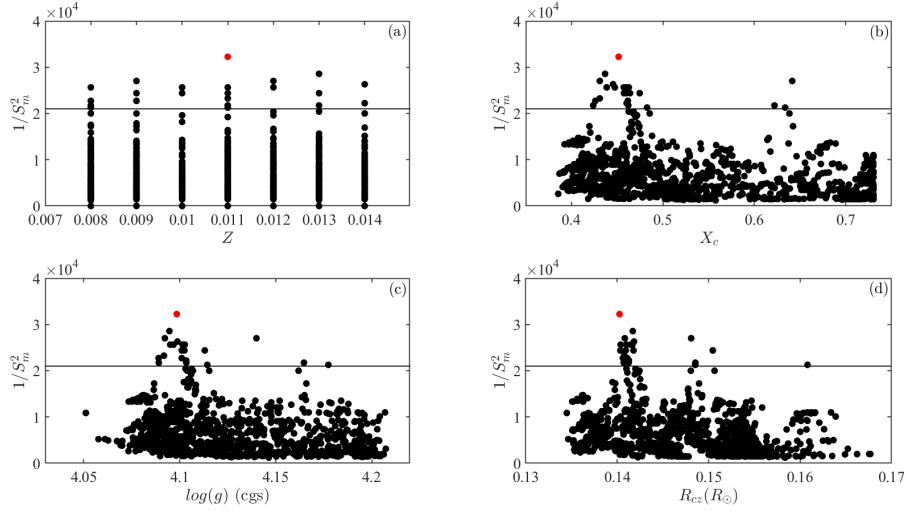 ×10⁴
(a)
4
3
2
1
0
1/S²ₘ
0.007 0.008 0.009 0.01 0.011 0.012 0.013 0.014
Z
×10⁴
(b)
4
3
2
1
0
1/S²ₘ
0.4 0.5 0.6 0.7
X_c
×10⁴
(c)
4
3
2
1
0
1/S²ₘ
4.05 4.1 4.15 4.2
log(g) (cgs)
×10⁴
(d)
4
3
2
1
0
1/S²ₘ
0.13 0.14 0.15 0.16 0.17
R_cz(R_⊙)